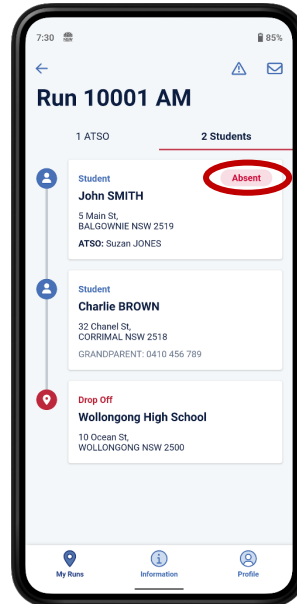 7:30
85%
Run 10001 AM
1 ATSO
2 Students
Student
Absent
John SMITH
5 Main St,
BALGOWNIE NSW 2519
ATSO: Suzan JONES
Student
Charlie BROWN
32 Chanel St,
CORRIMAL NSW 2518
GRANDPARENT: 0410 456 789
Drop Off
Wollongong High School
10 Ocean St,
WOLLONGONG NSW 2500
My Runs
Information
Profile